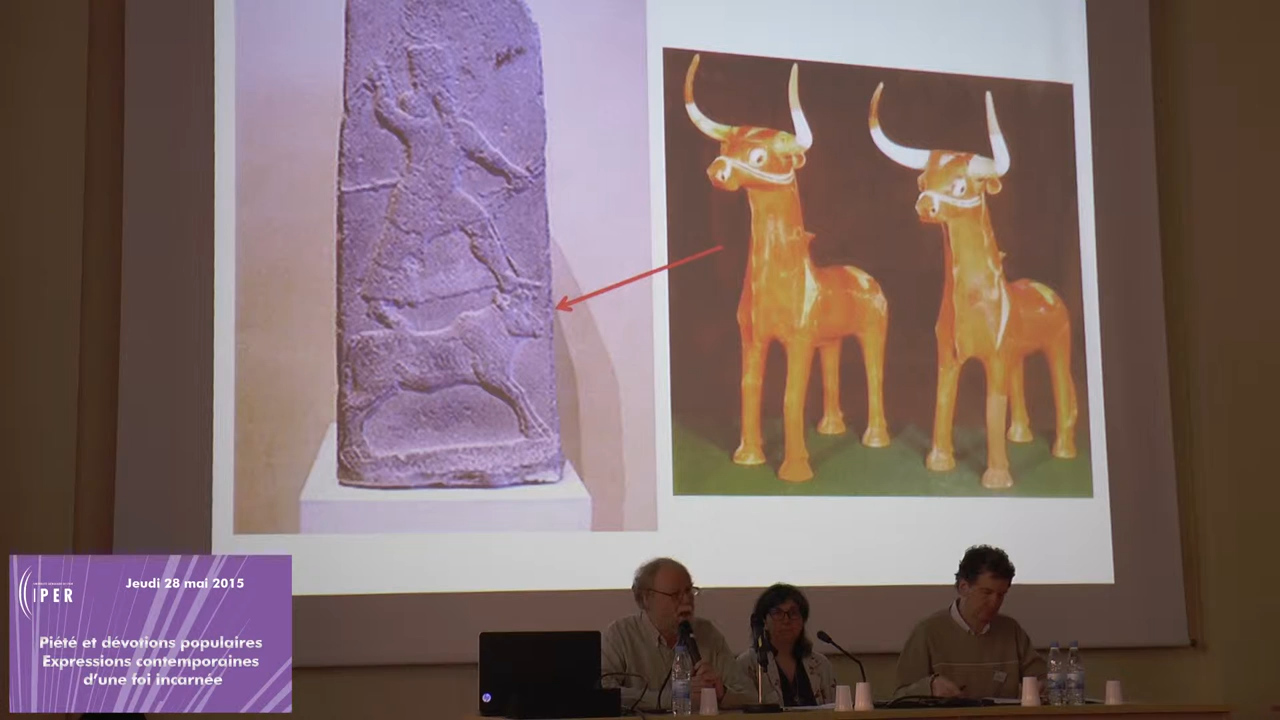 IPER
Jeudi 28 mai 2015
Piété et dévotions populaires
Expressions contemporaines
d'une foi incarnée